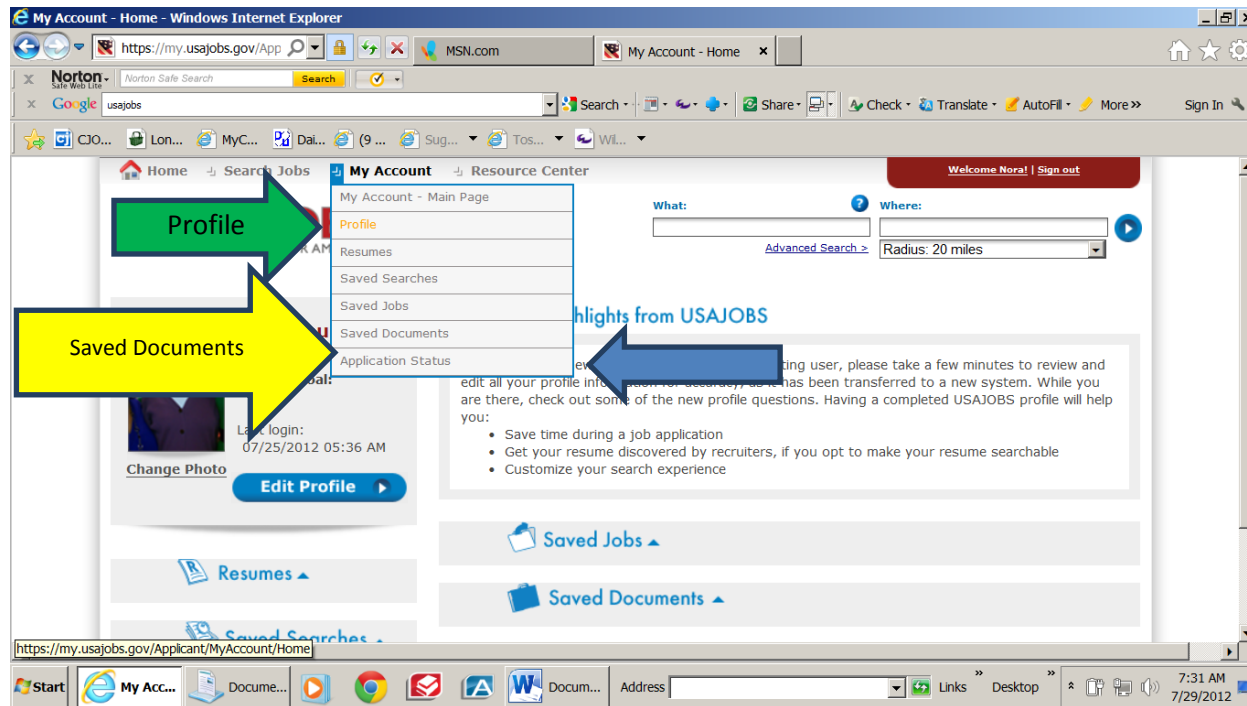 My Account - Home - Windows Internet Explorer
https://my.usajobs.gov/App
MSN.com
My Account - Home
Norton
Safe Web Lite
Norton Safe Search
Search
Google
usajobs
Search
Share
Check
Translate
AutoFill
More >>
Sign In
CJO...
Lon...
MyC...
Dai...
(9 ...
Sug...
Tos...
Wil...
Home
Search Jobs
My Account
Resource Center
Welcome Nora! | Sign out
My Account - Main Page
Profile
Resumes
Saved Searches
Saved Jobs
Saved Documents
Application Status
Profile
Saved Documents
What:
Where:
Advanced Search >
Radius: 20 miles
hlights from USAJOBS
ting user, please take a few minutes to review and
edit all your profile information for accuracy, as it has been transferred to a new system. While you
are there, check out some of the new profile questions. Having a completed USAJOBS profile will help
you:
• Save time during a job application
• Get your resume discovered by recruiters, if you opt to make your resume searchable
• Customize your search experience
Last login:
07/25/2012 05:36 AM
Change Photo
Edit Profile
Saved Jobs
Resumes
Saved Documents
Saved Searches
https://my.usajobs.gov/Applicant/MyAccount/Home
Start
My Acc...
Docume...
Docum...
Address
Links
Desktop
7:31 AM
7/29/2012